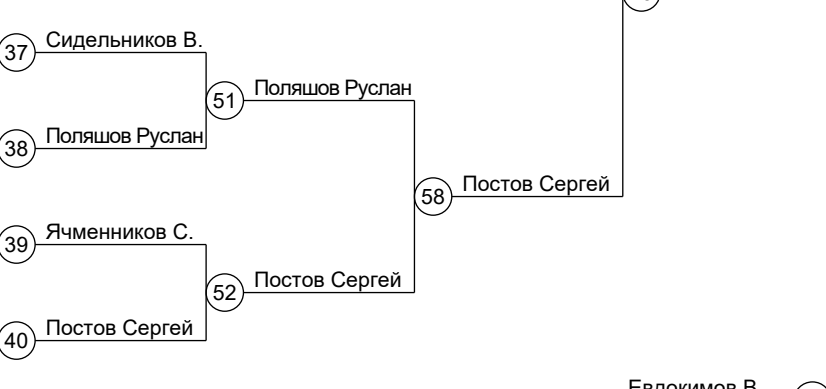 37 Сидельников В.
51 Поляшов Руслан
38 Поляшов Руслан
58 Постов Сергей
39 Ячменников С.
52 Постов Сергей
40 Постов Сергей
Евдокимов В.